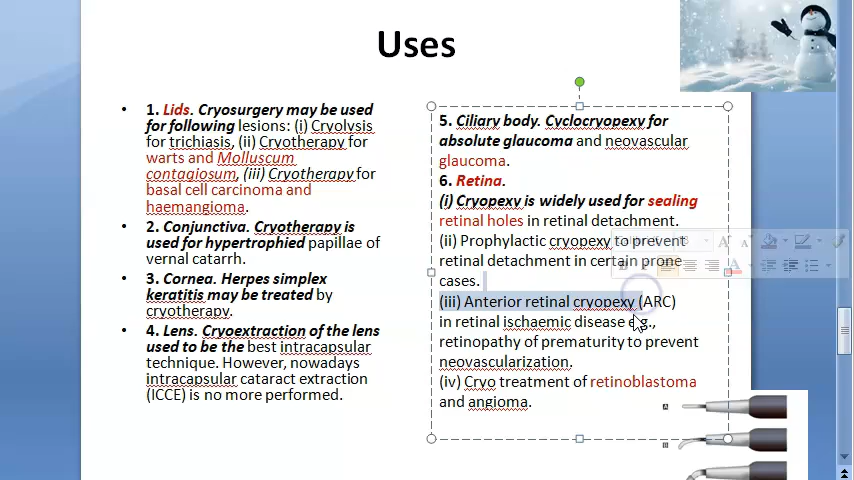 Uses
1. Lids. Cryosurgery may be used
for following lesions: (i) Cryolysis
for trichiasis, (ii) Cryotherapy for
warts and Molluscum
contagiosum, (iii) Cryotherapy for
basal cell carcinoma and
haemangioma.
2. Conjunctiva. Cryotherapy is
used for hypertrophied papillae of
vernal catarrh.
3. Cornea. Herpes simplex
keratitis may be treated by
cryotherapy.
4. Lens. Cryoextraction of the lens
used to be the best intracapsular
technique. However, nowadays
intracapsular cataract extraction
(ICCE) is no more performed.
5. Ciliary body. Cyclocryopexy for
absolute glaucoma and neovascular
glaucoma.
6. Retina.
(i) Cryopexy is widely used for sealing
retinal holes in retinal detachment.
(ii) Prophylactic cryopexy to prevent
retinal detachment in certain prone
cases.
(iii) Anterior retinal cryopexy (ARC)
in retinal ischaemic disease e.g.,
retinopathy of prematurity to prevent
neovascularization.
(iv) Cryo treatment of retinoblastoma
and angioma.